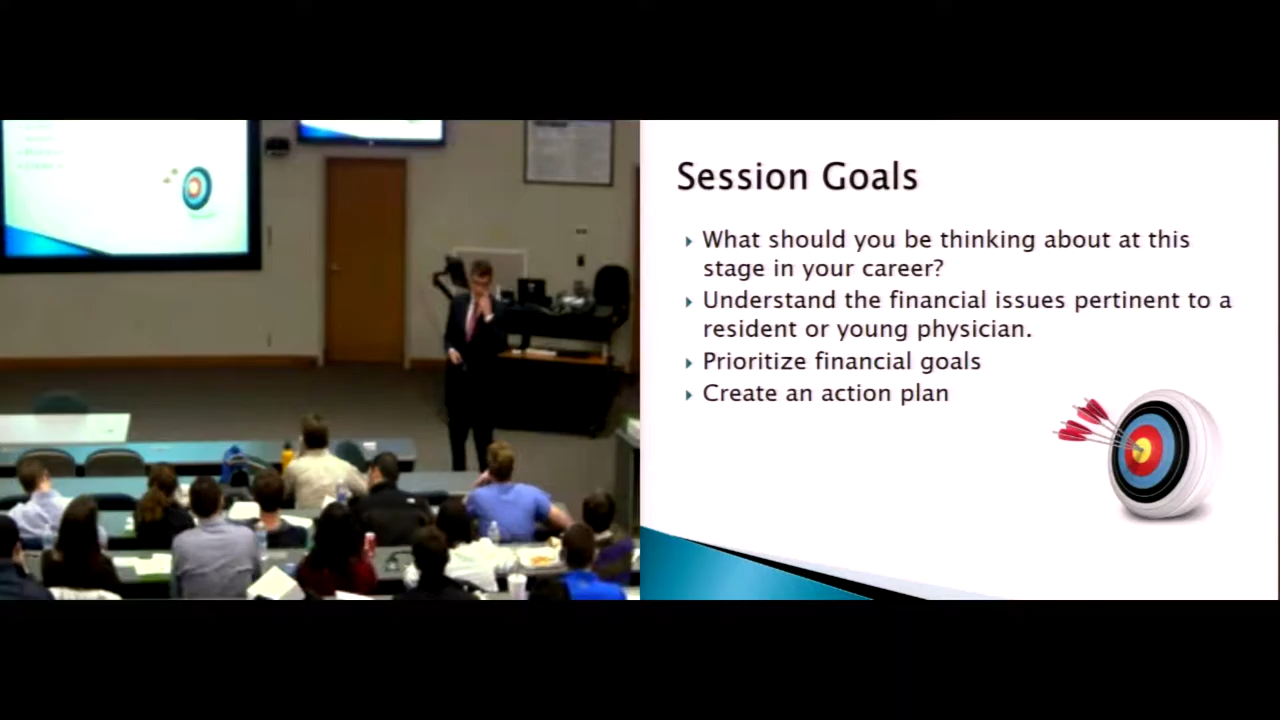 Session Goals
What should you be thinking about at this
stage in your career?
Understand the financial issues pertinent to a
resident or young physician.
Prioritize financial goals
Create an action plan